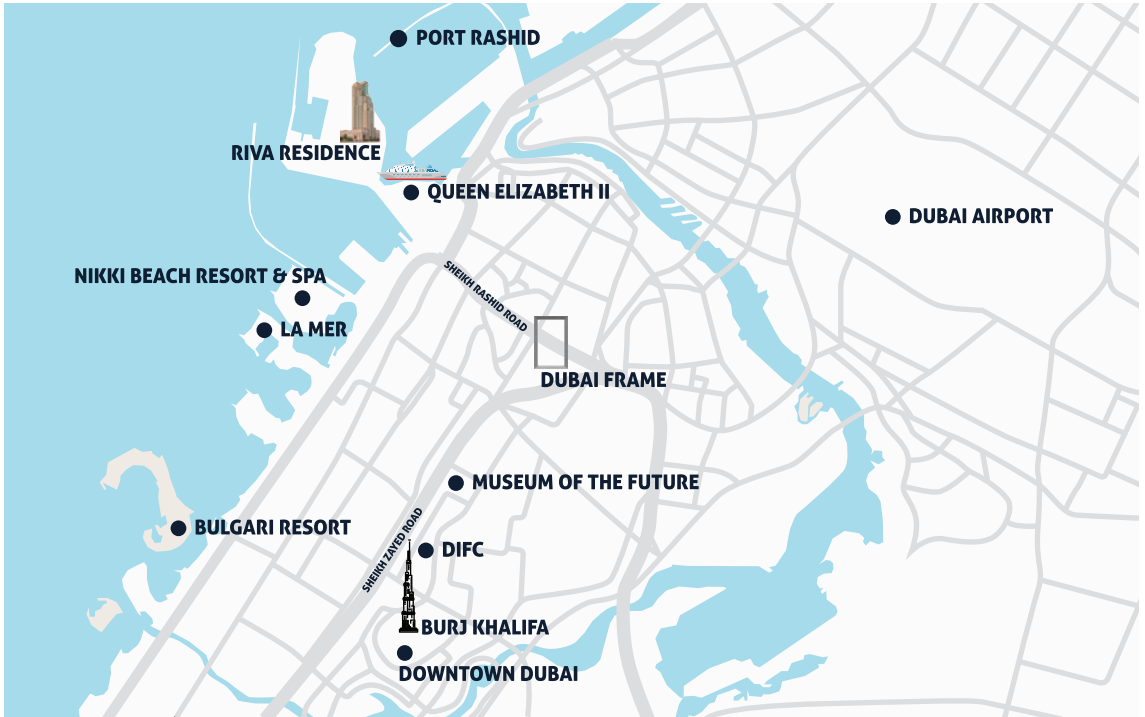 PORT RASHID
RIVA RESIDENCE
QUEEN ELIZABETH II
DUBAI AIRPORT
SHEIKH RASHID ROAD
NIKKI BEACH RESORT & SPA
LA MER
DUBAI FRAME
MUSEUM OF THE FUTURE
BULGARI RESORT
SHEIKH ZAYED ROAD
DIFC
BURJ KHALIFA
DOWNTOWN DUBAI